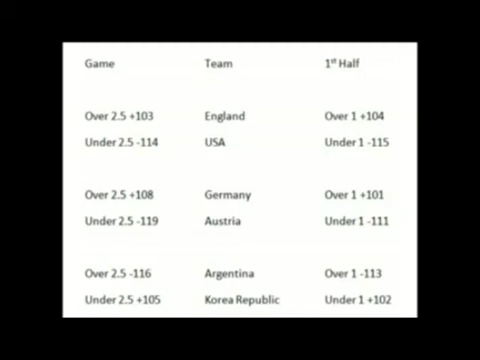 Game Team 1st Half
Over 2.5 +103 England Over 1 +104
Under 2.5 -114 USA Under 1 -115
Over 2.5 +108 Germany Over 1 +101
Under 2.5 -119 Austria Under 1 -111
Over 2.5 -116 Argentina Over 1 -113
Under 2.5 +105 Korea Republic Under 1 +102